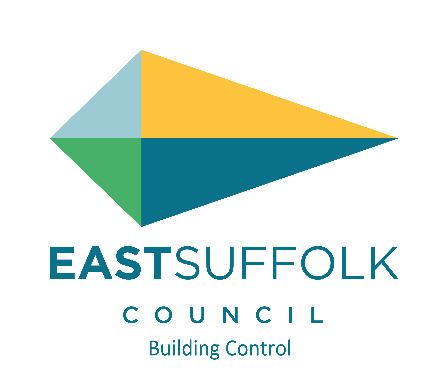 EASTSUFFOLK
COUNCIL
Building Control